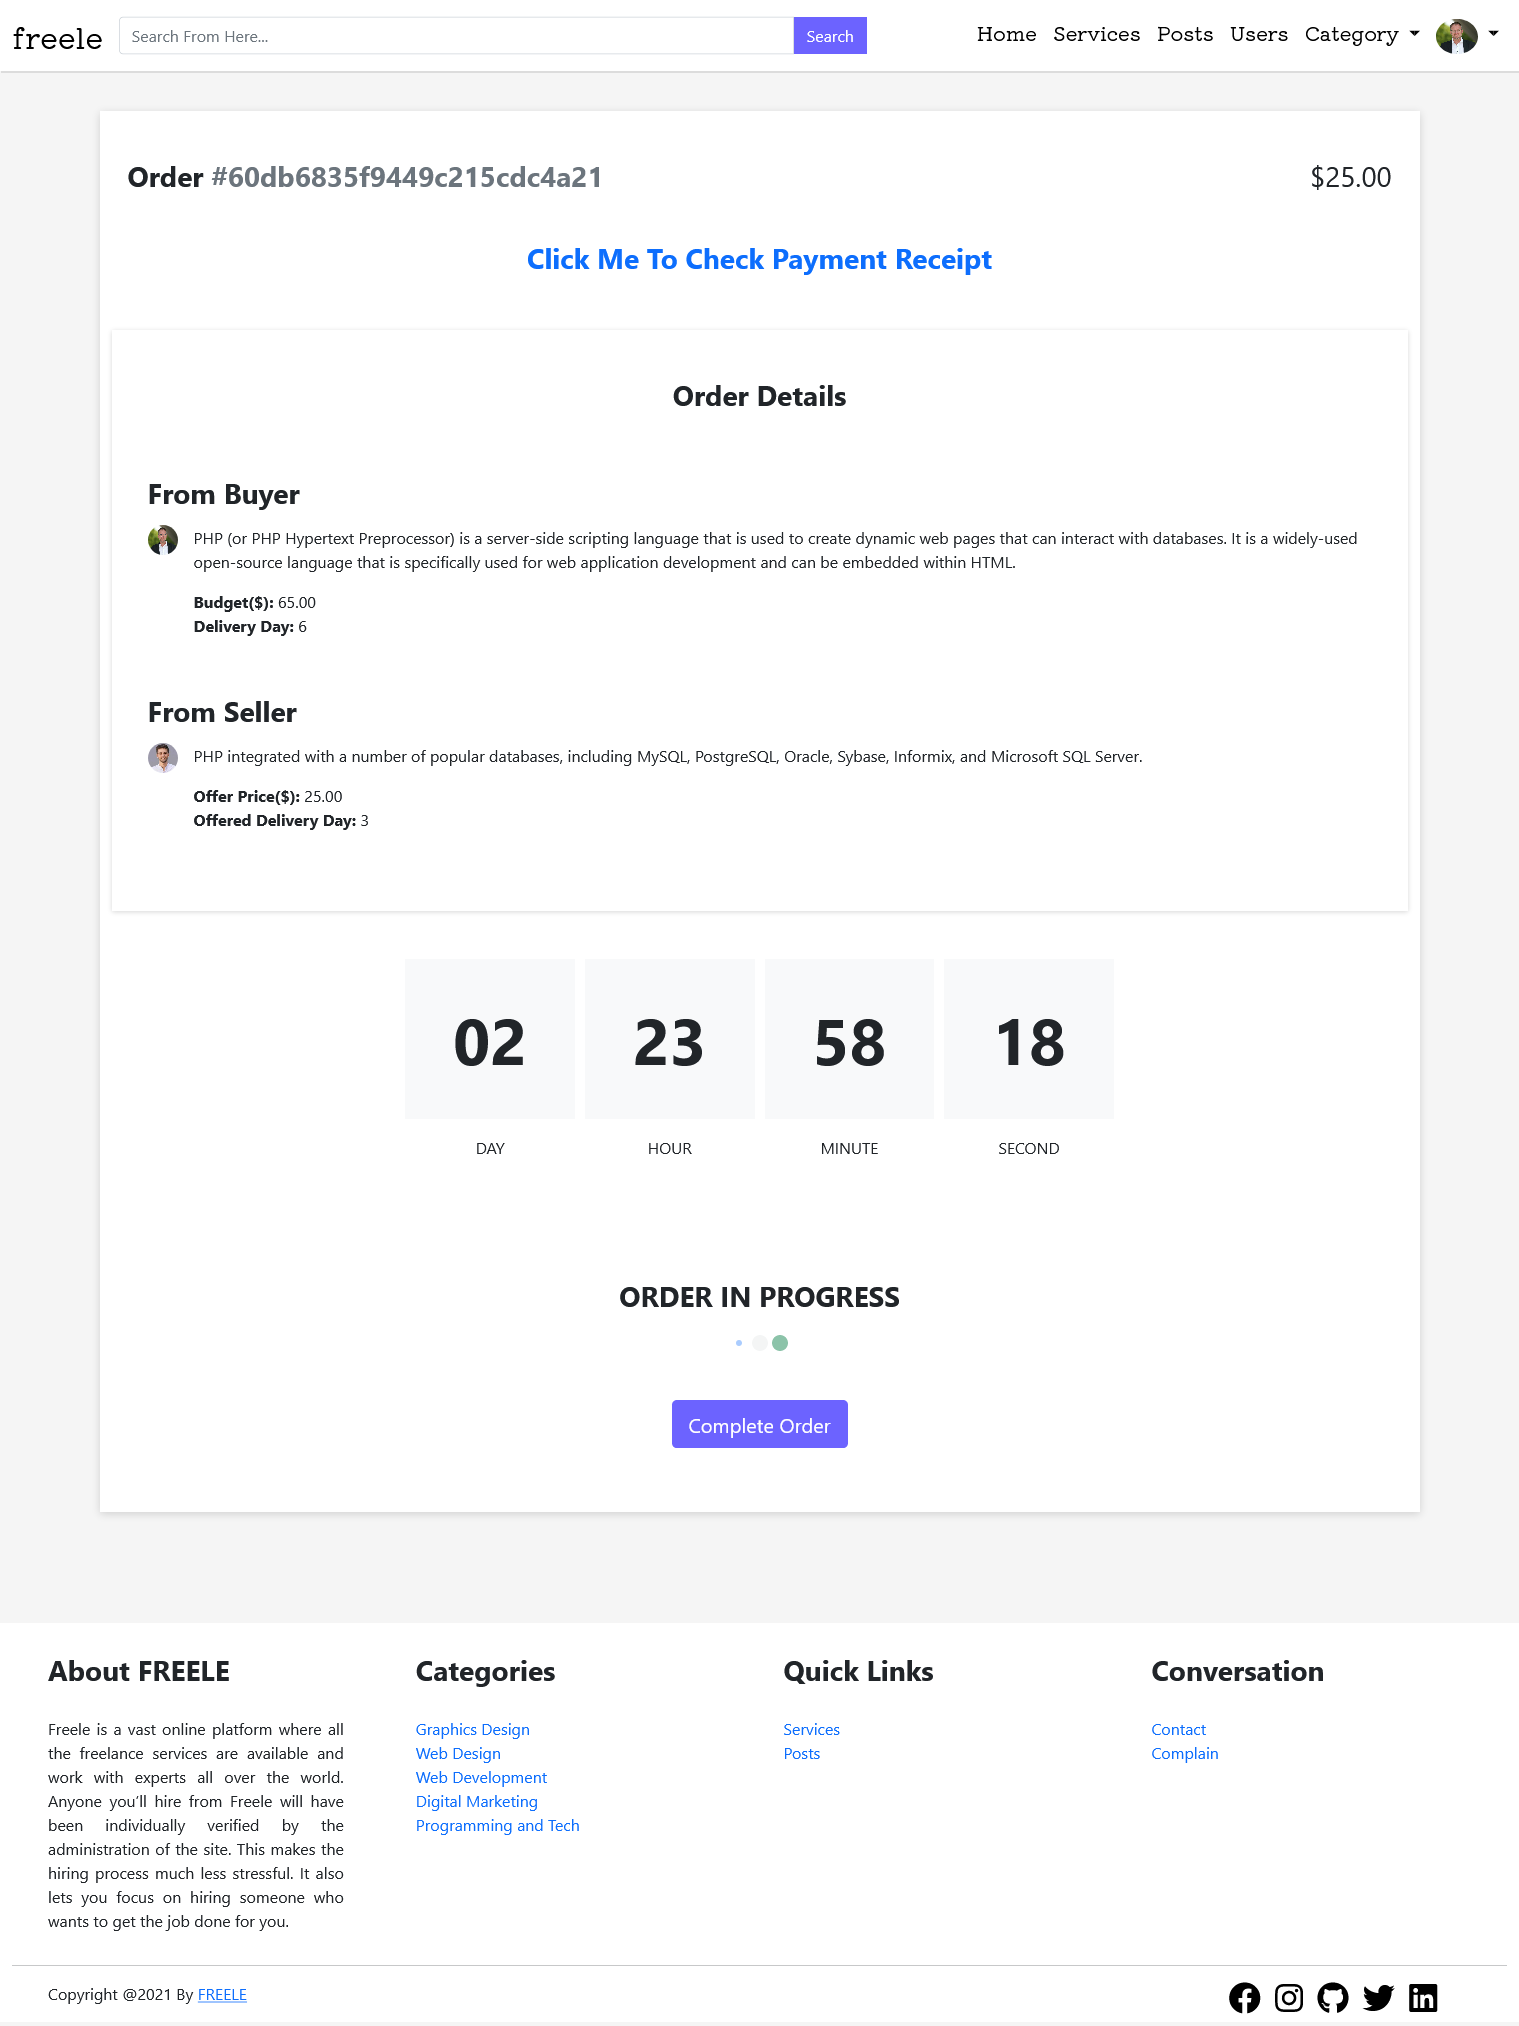 freele
Search From Here...
Search
Home Services Posts Users Category
Order #60db6835f9449c215cdc4a21
$25.00
Click Me To Check Payment Receipt
Order Details
From Buyer
PHP (or PHP Hypertext Preprocessor) is a server-side scripting language that is used to create dynamic web pages that can interact with databases. It is a widely-used
open-source language that is specifically used for web application development and can be embedded within HTML.
Budget($): 65.00
Delivery Day: 6
From Seller
PHP integrated with a number of popular databases, including MySQL, PostgreSQL, Oracle, Sybase, Informix, and Microsoft SQL Server.
Offer Price($): 25.00
Offered Delivery Day: 3
02 23 58 18
DAY HOUR MINUTE SECOND
ORDER IN PROGRESS
Complete Order
About FREELE
Freele is a vast online platform where all
the freelance services are available and
work with experts all over the world.
Anyone you'll hire from Freele will have
been individually verified by the
administration of the site. This makes the
hiring process much less stressful. It also
lets you focus on hiring someone who
wants to get the job done for you.
Categories
Graphics Design
Web Design
Web Development
Digital Marketing
Programming and Tech
Quick Links
Services
Posts
Conversation
Contact
Complain
Copyright @2021 By FREELE